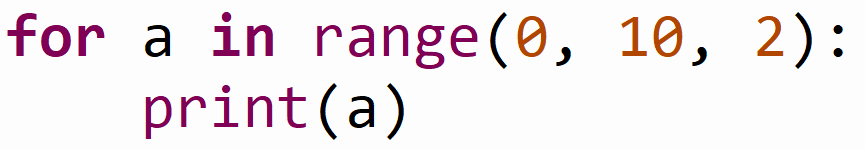 for a in range(0, 10, 2):
    print(a)